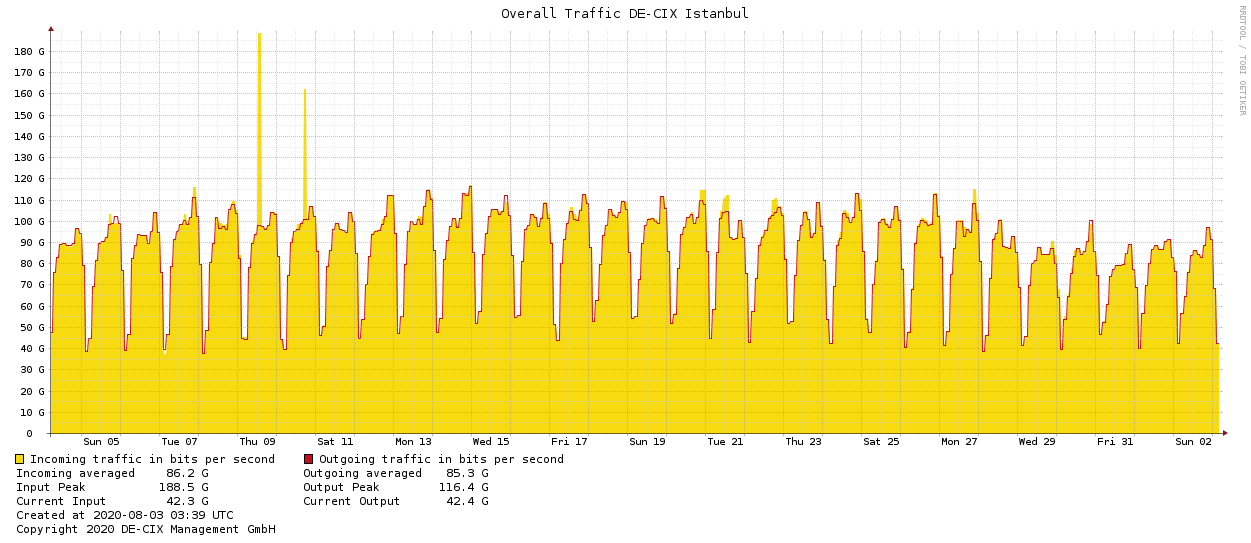 Overall Traffic DE-CIX Istanbul
RRDTOOL / TOBI OETIKER
180 G
170 G
160 G
150 G
140 G
130 G
120 G
110 G
100 G
90 G
80 G
70 G
60 G
50 G
40 G
30 G
20 G
10 G
0
Sun 05 Tue 07 Thu 09 Sat 11 Mon 13 Wed 15 Fri 17 Sun 19 Tue 21 Thu 23 Sat 25 Mon 27 Wed 29 Fri 31 Sun 02
Incoming traffic in bits per second Outgoing traffic in bits per second
Incoming averaged 86.2 G Outgoing averaged 85.3 G
Input Peak 188.5 G Output Peak 116.4 G
Current Input 42.3 G Current Output 42.4 G
Created at 2020-08-03 03:39 UTC
Copyright 2020 DE-CIX Management GmbH